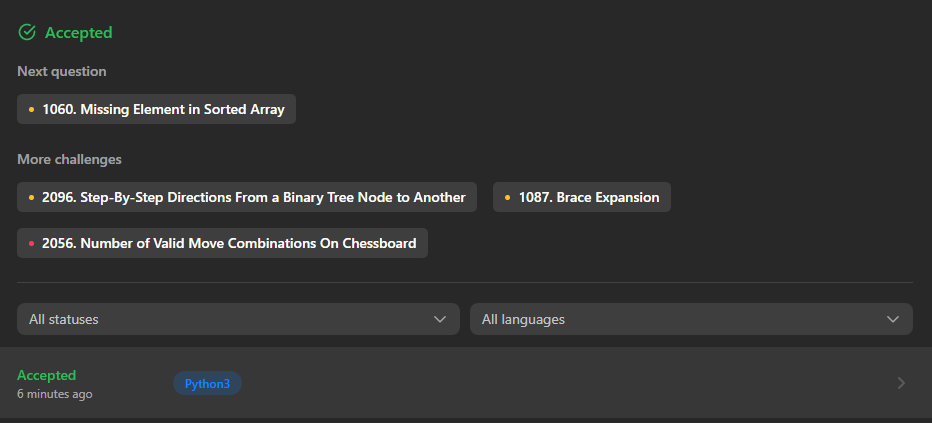 Accepted
Next question
1060. Missing Element in Sorted Array
More challenges
2096. Step-By-Step Directions From a Binary Tree Node to Another
1087. Brace Expansion
2056. Number of Valid Move Combinations On Chessboard
All statuses
All languages
Accepted
6 minutes ago
Python3